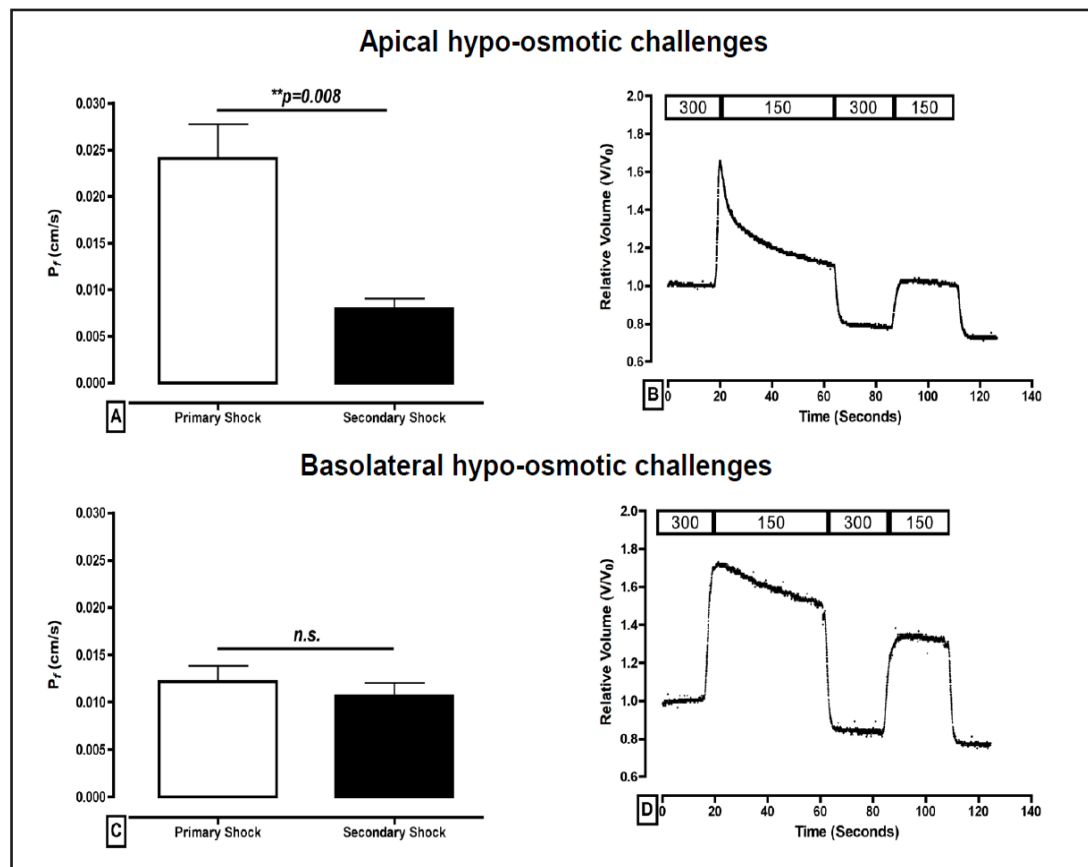 Apical hypo-osmotic challenges
**p=0.008
0.030
0.025
0.020
0.015
0.010
0.005
0.000
P_f (cm/s)
A
Primary Shock
Secondary Shock
300 150 300 150
2.0
1.8
1.6
1.4
1.2
1.0
0.8
0.6
Relative Volume (V/V₀)
B
0 20 40 60 80 100 120 140
Time (Seconds)
Basolateral hypo-osmotic challenges
n.s.
0.030
0.025
0.020
0.015
0.010
0.005
0.000
P_f (cm/s)
C
Primary Shock
Secondary Shock
300 150 300 150
2.0
1.8
1.6
1.4
1.2
1.0
0.8
0.6
Relative Volume (V/V₀)
D
0 20 40 60 80 100 120 140
Time (Seconds)